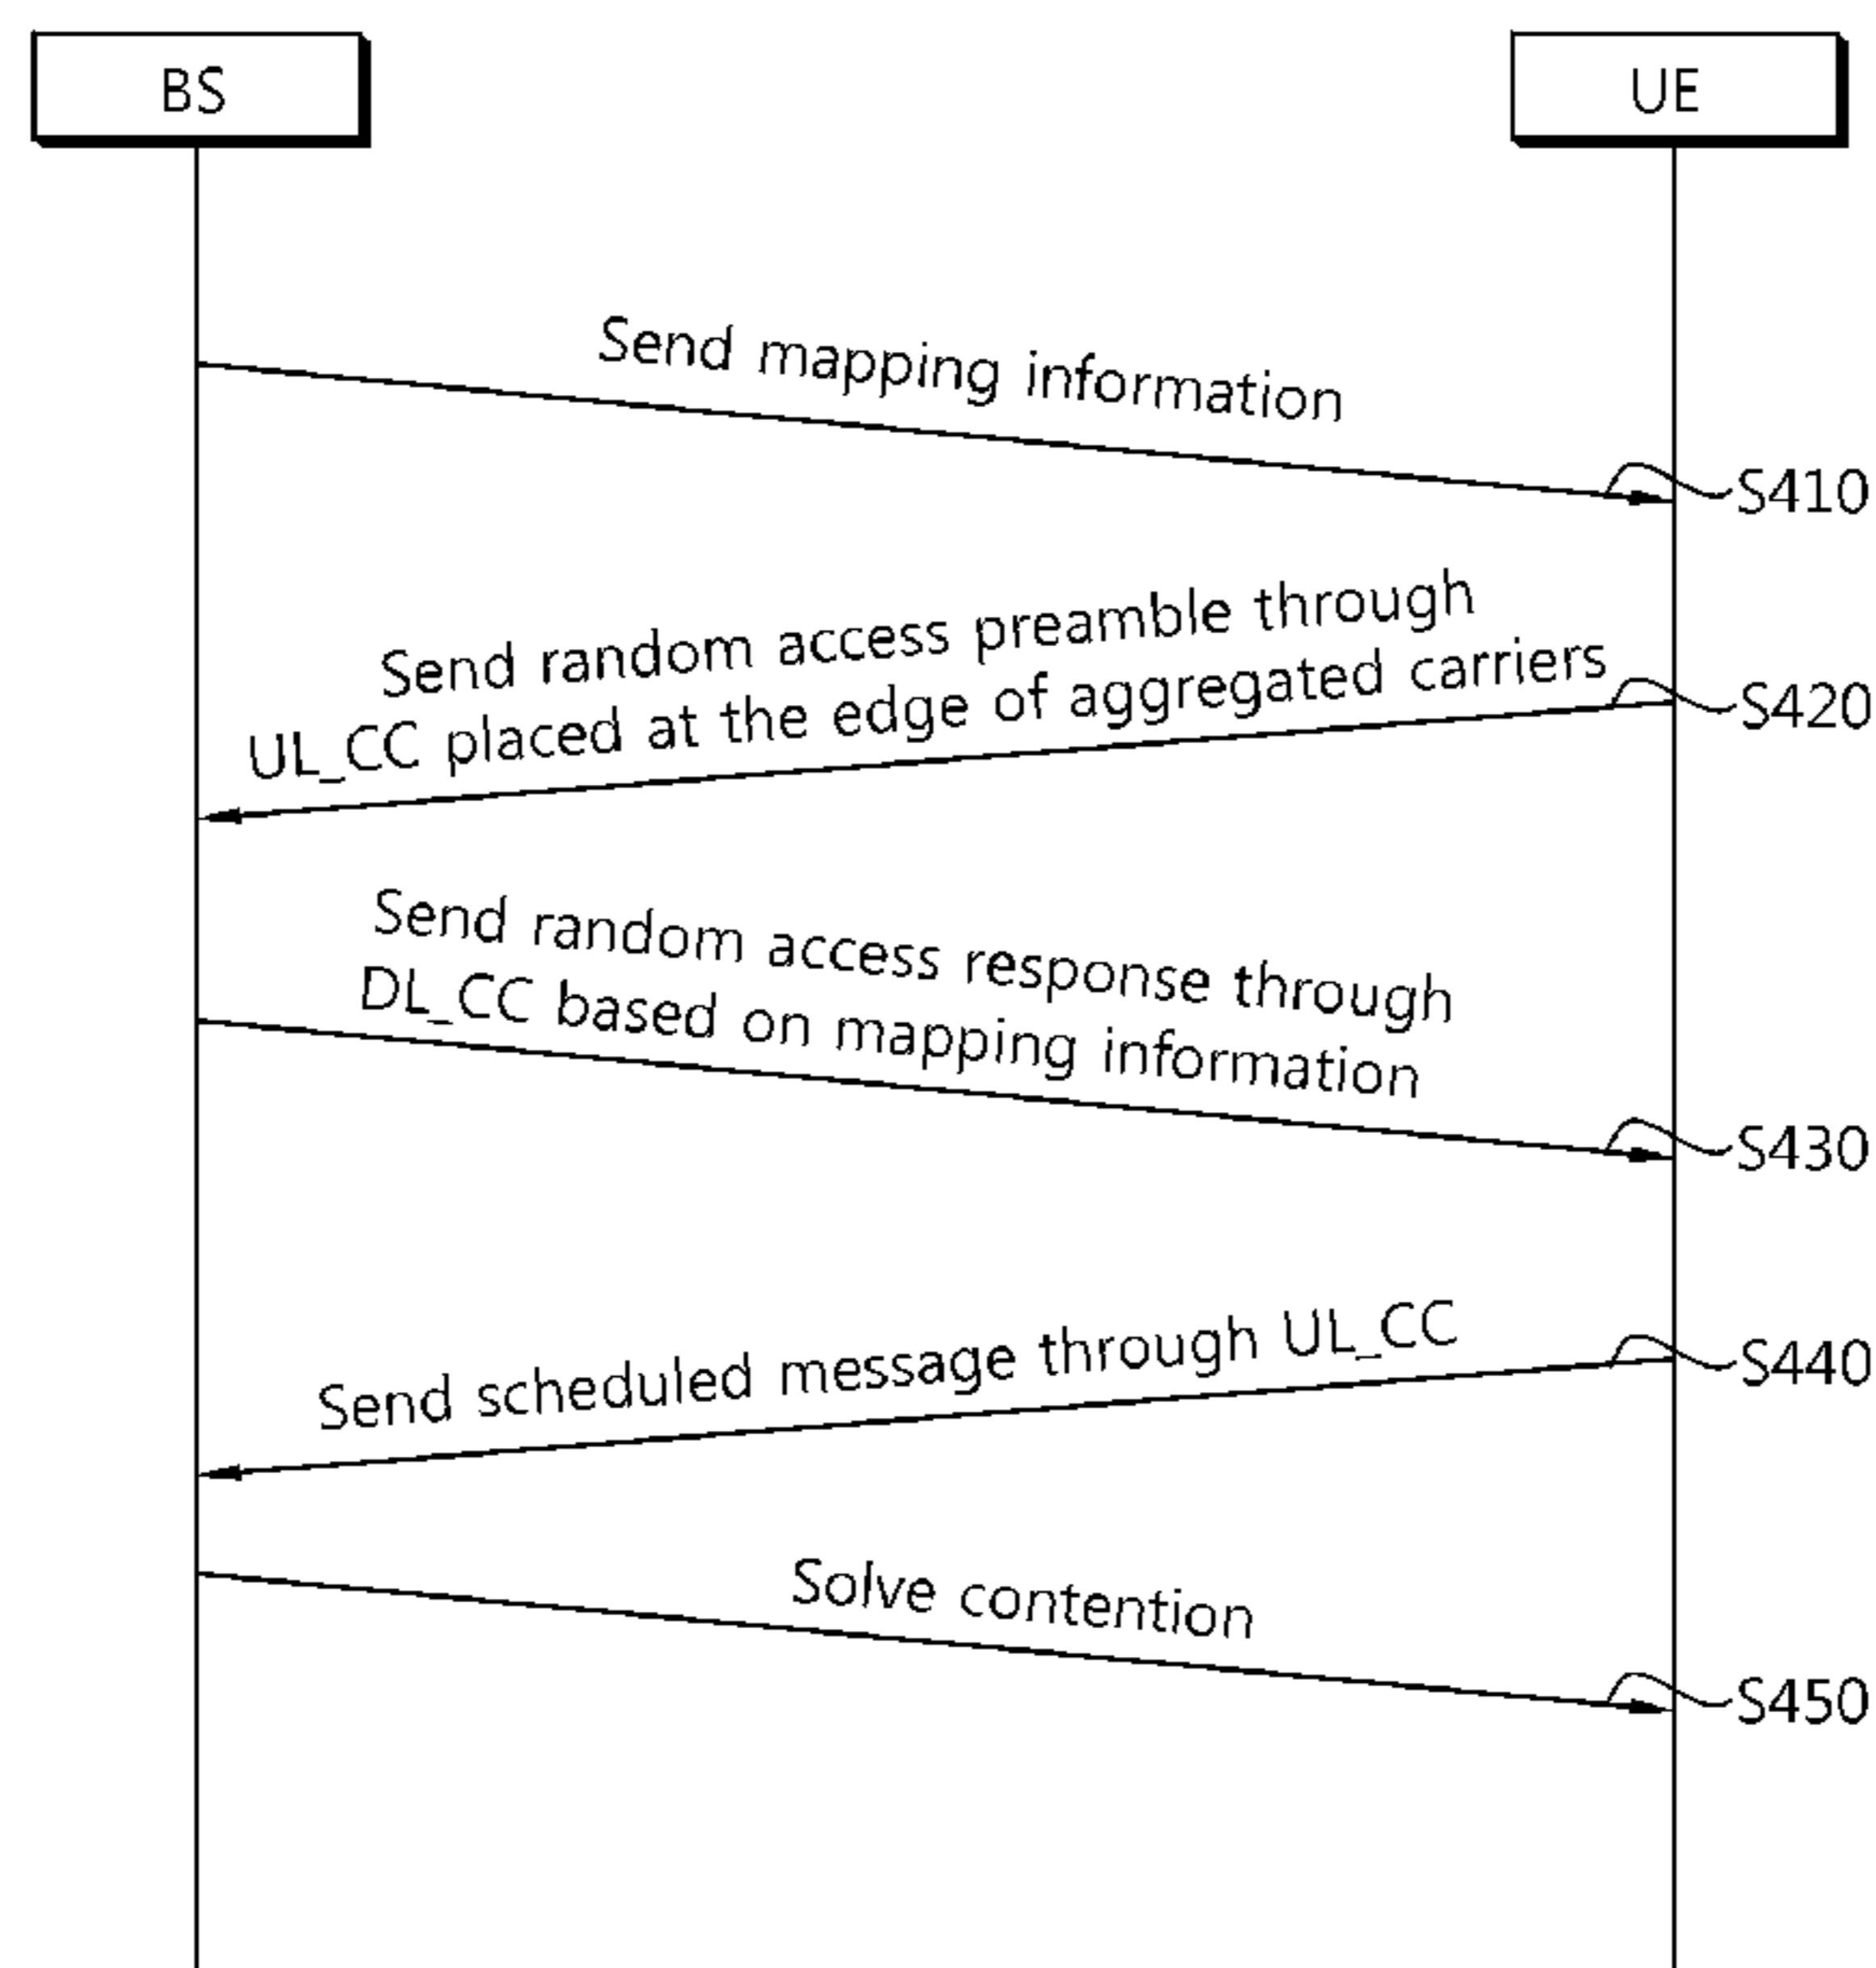 BS
UE
Send mapping information
S410
Send random access preamble through
UL_CC placed at the edge of aggregated carriers
S420
Send random access response through
DL_CC based on mapping information
S430
Send scheduled message through UL_CC
S440
Solve contention
S450